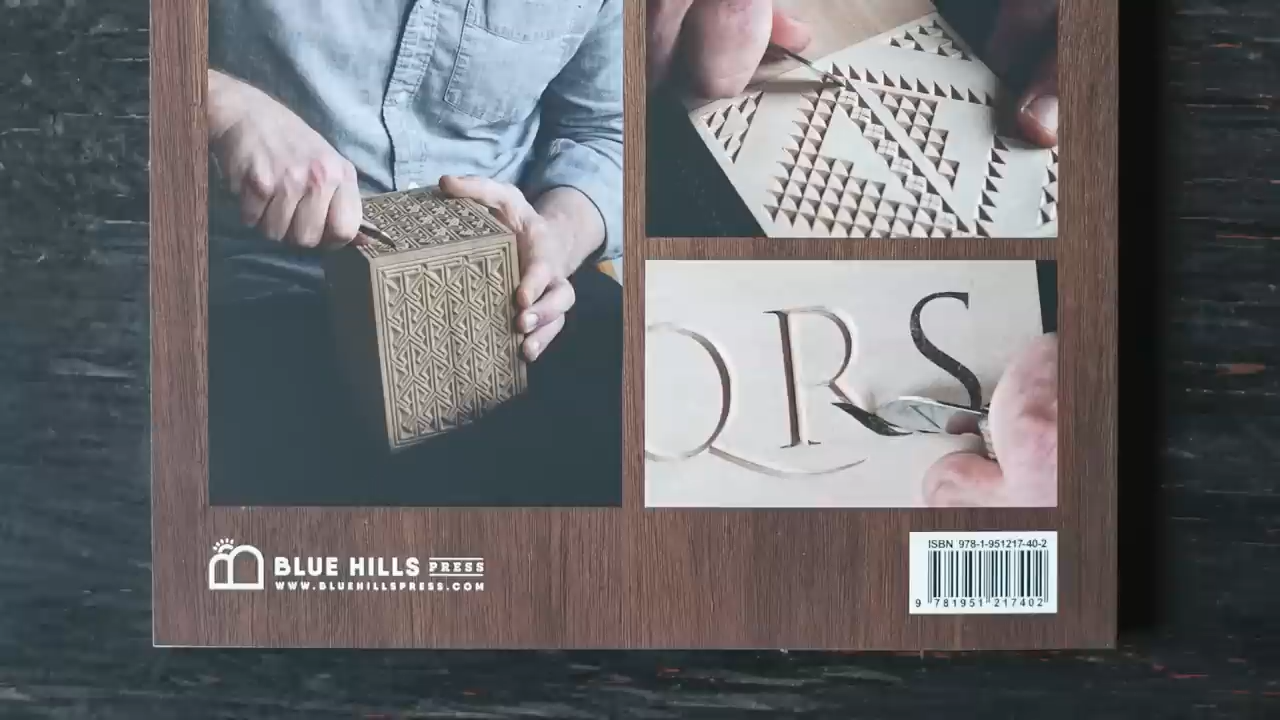 QRS
BLUE HILLS PRESS
WWW.BLUEHILLSPRESS.COM
ISBN 978-1-951217-40-2
9 781951 217402